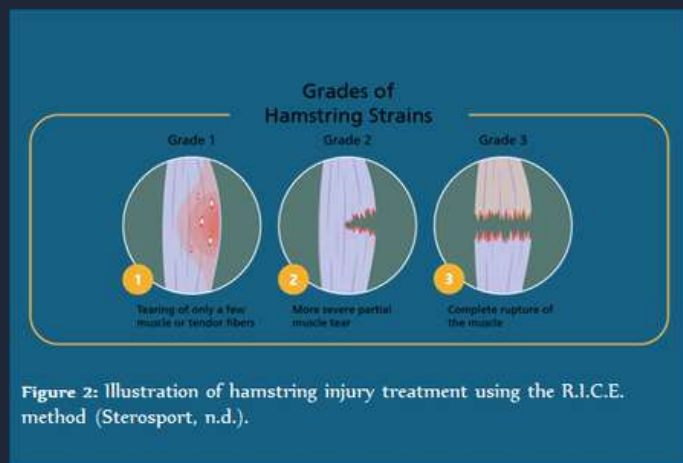 Grades of
Hamstring Strains
Grade 1
Grade 2
Grade 3
1
2
3
Tearing of only a few
muscle or tendor fibers
More severe partial
muscle tear
Complete rupture of
the muscle
Figure 2: Illustration of hamstring injury treatment using the R.I.C.E.
method (Sterosport, n.d.).